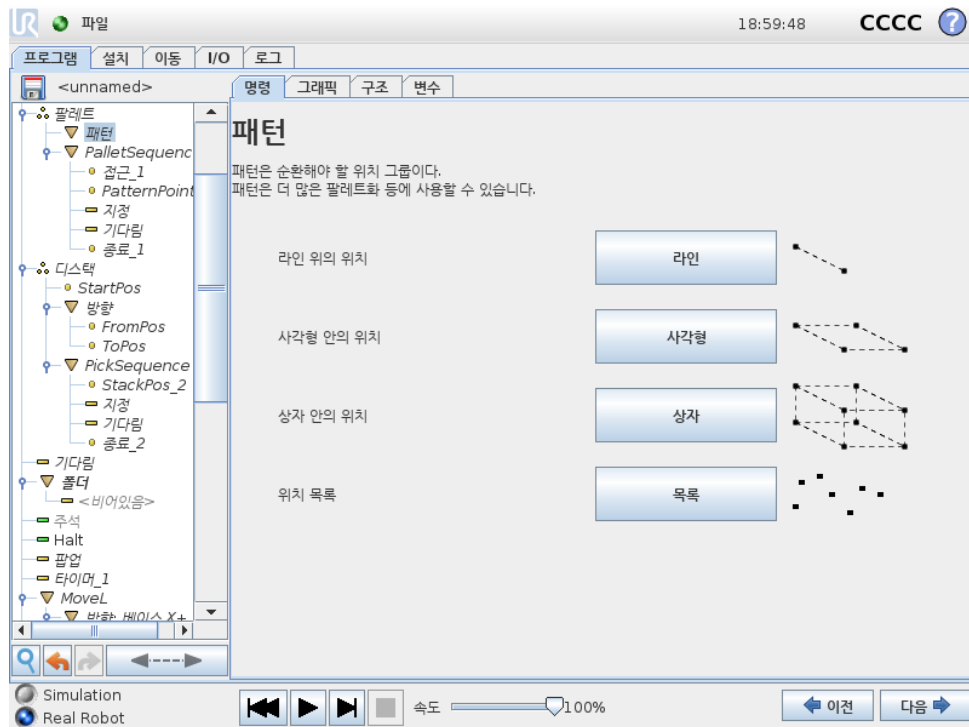 UR 파일 18:59:48 CCCC ?
프로그램 설치 이동 I/O 로그
<unnamed>
명령 그래픽 구조 변수
팔레트
패턴
PalletSequenc
접근_1
PatternPoint
지정
기다림
종료_1
디스택
StartPos
방향
FromPos
ToPos
PickSequence
StackPos_2
지정
기다림
종료_2
기다림
폴더
<비어있음>
주석
Halt
팝업
타이머_1
MoveL
방향: 베이스 X+
패턴
패턴은 순환해야 할 위치 그룹이다.
패턴은 더 많은 팔레트화 등에 사용할 수 있습니다.
라인 위의 위치 라인
사각형 안의 위치 사각형
상자 안의 위치 상자
위치 목록 목록
Simulation
Real Robot
속도 100%
이전 다음